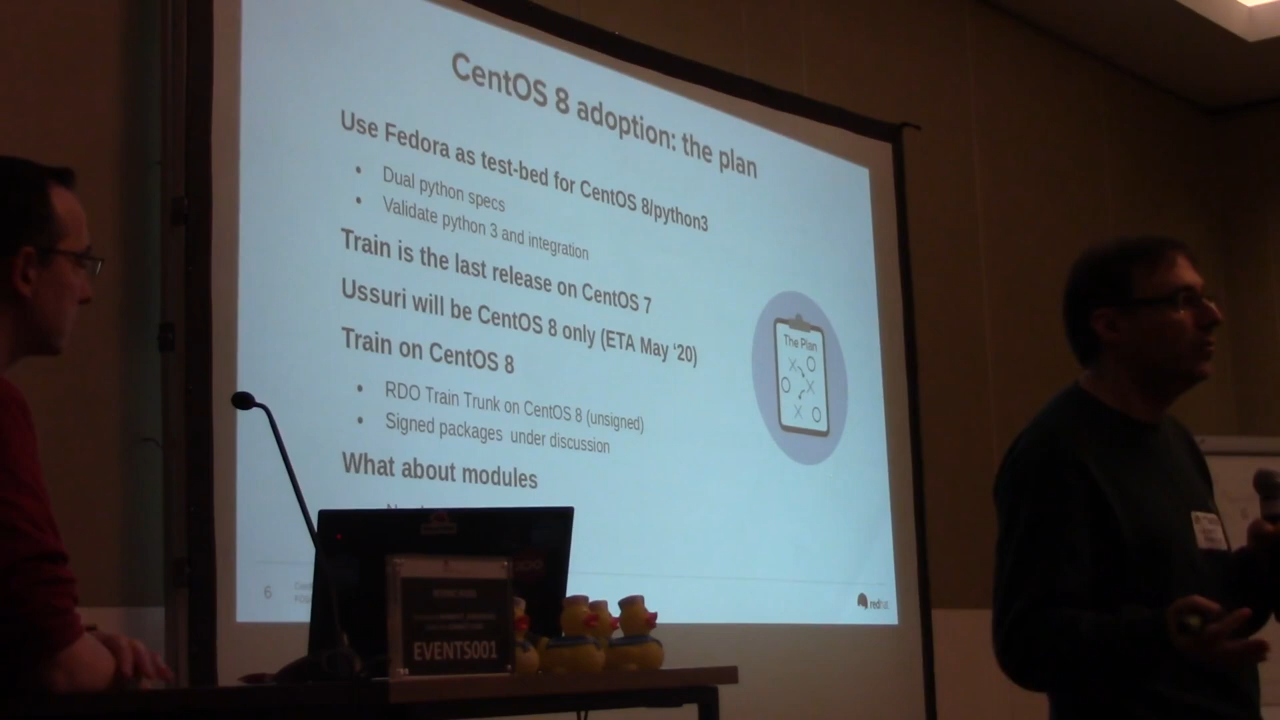 CentOS 8 adoption: the plan
Use Fedora as test-bed for CentOS 8/python3
• Dual python specs
• Validate python 3 and integration
Train is the last release on CentOS 7
Ussuri will be CentOS 8 only (ETA May ‘20)
Train on CentOS 8
• RDO Train Trunk on CentOS 8 (unsigned)
• Signed packages under discussion
What about modules
The Plan
6
redhat
EVENTS001